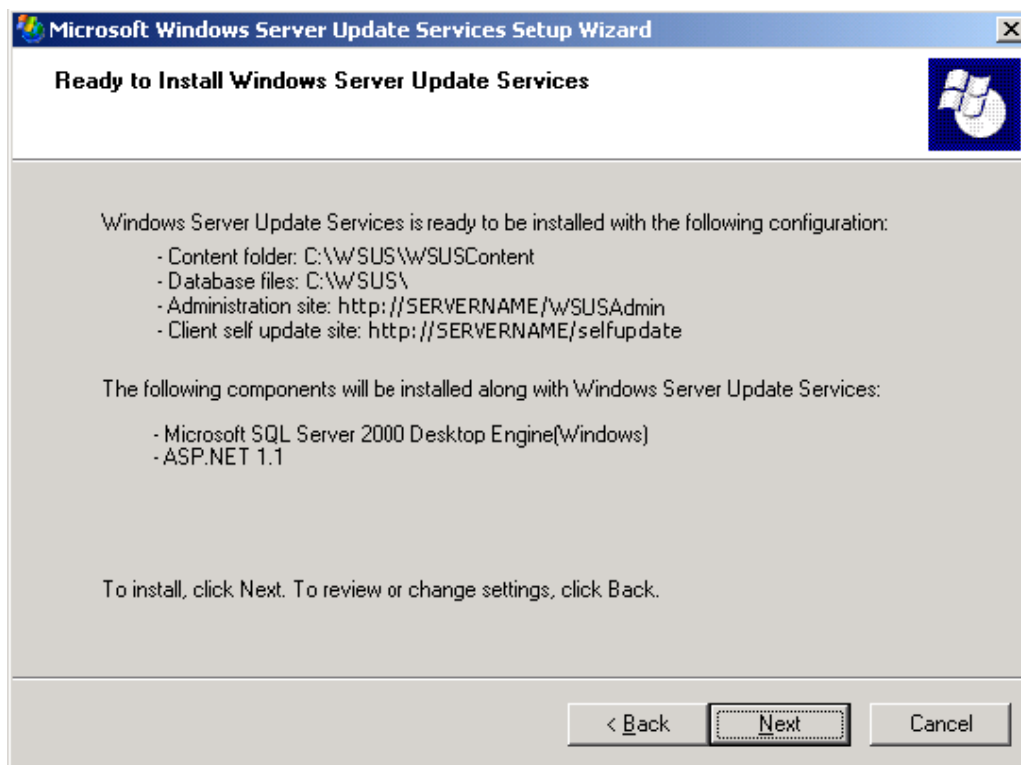 Microsoft Windows Server Update Services Setup Wizard
Ready to Install Windows Server Update Services
Windows Server Update Services is ready to be installed with the following configuration:
- Content folder: C:\WSUS\WSUSContent
- Database files: C:\WSUS\
- Administration site: http://SERVERNAME/WSUSAdmin
- Client self update site: http://SERVERNAME/selfupdate
The following components will be installed along with Windows Server Update Services:
- Microsoft SQL Server 2000 Desktop Engine(Windows)
- ASP.NET 1.1
To install, click Next. To review or change settings, click Back.
< Back Next Cancel